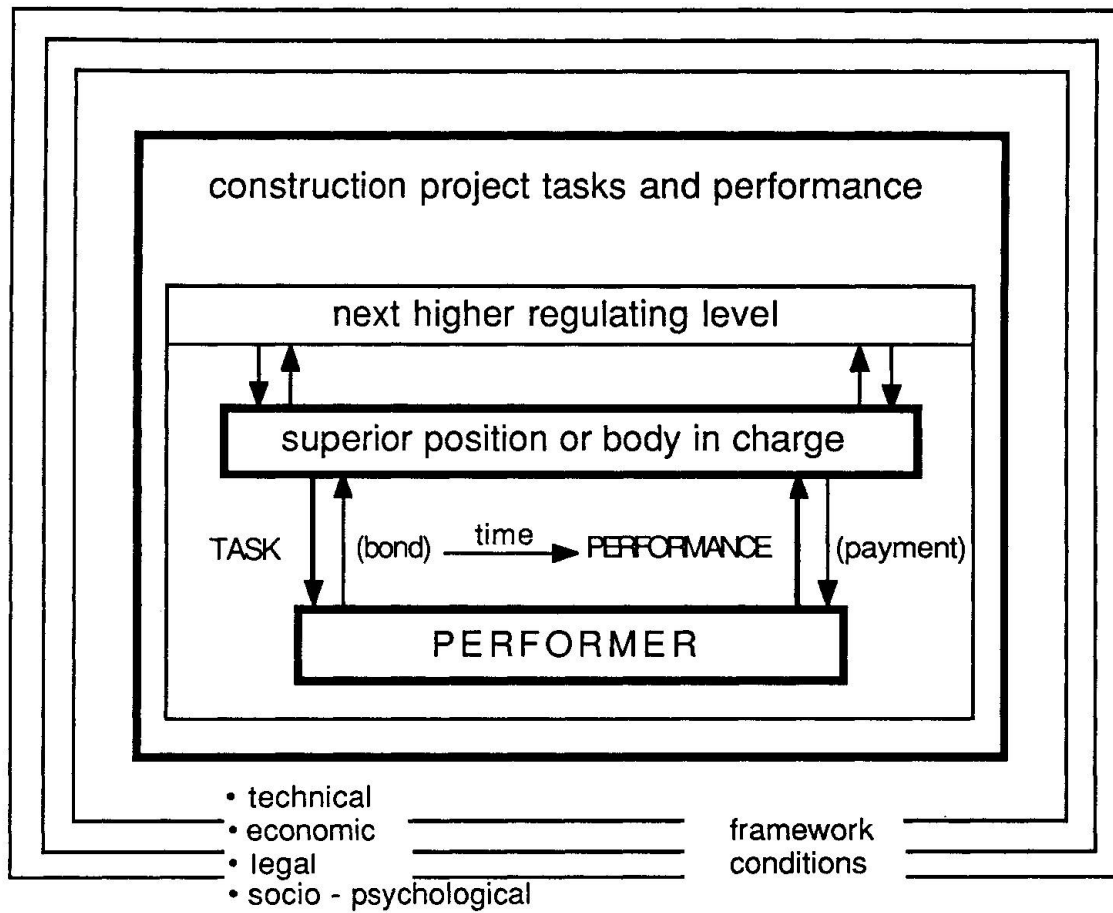 construction project tasks and performance
next higher regulating level
superior position or body in charge
TASK (bond) time PERFORMANCE (payment)
PERFORMER
• technical
• economic
• legal
• socio - psychological
framework
conditions